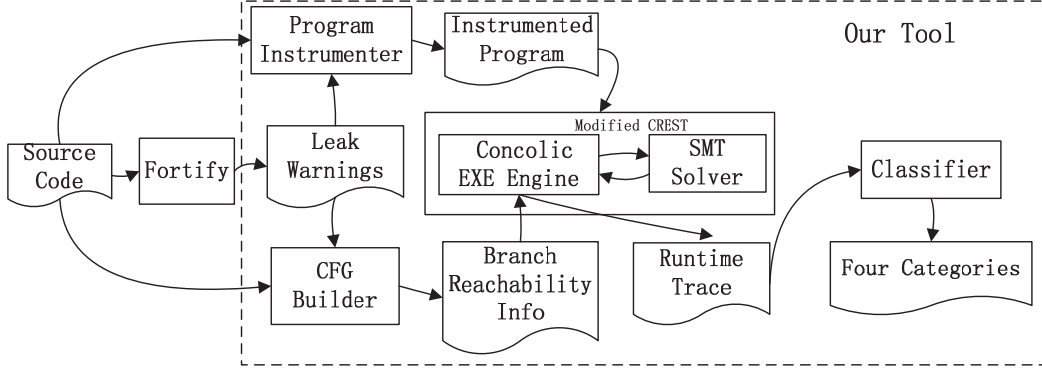 Program
Instrumenter
Instrumented
Program
Our Tool
Modified CREST
Source
Code
Fortify
Leak
Warnings
Concolic
EXE Engine
SMT
Solver
Classifier
CFG
Builder
Branch
Reachability
Info
Runtime
Trace
Four Categories